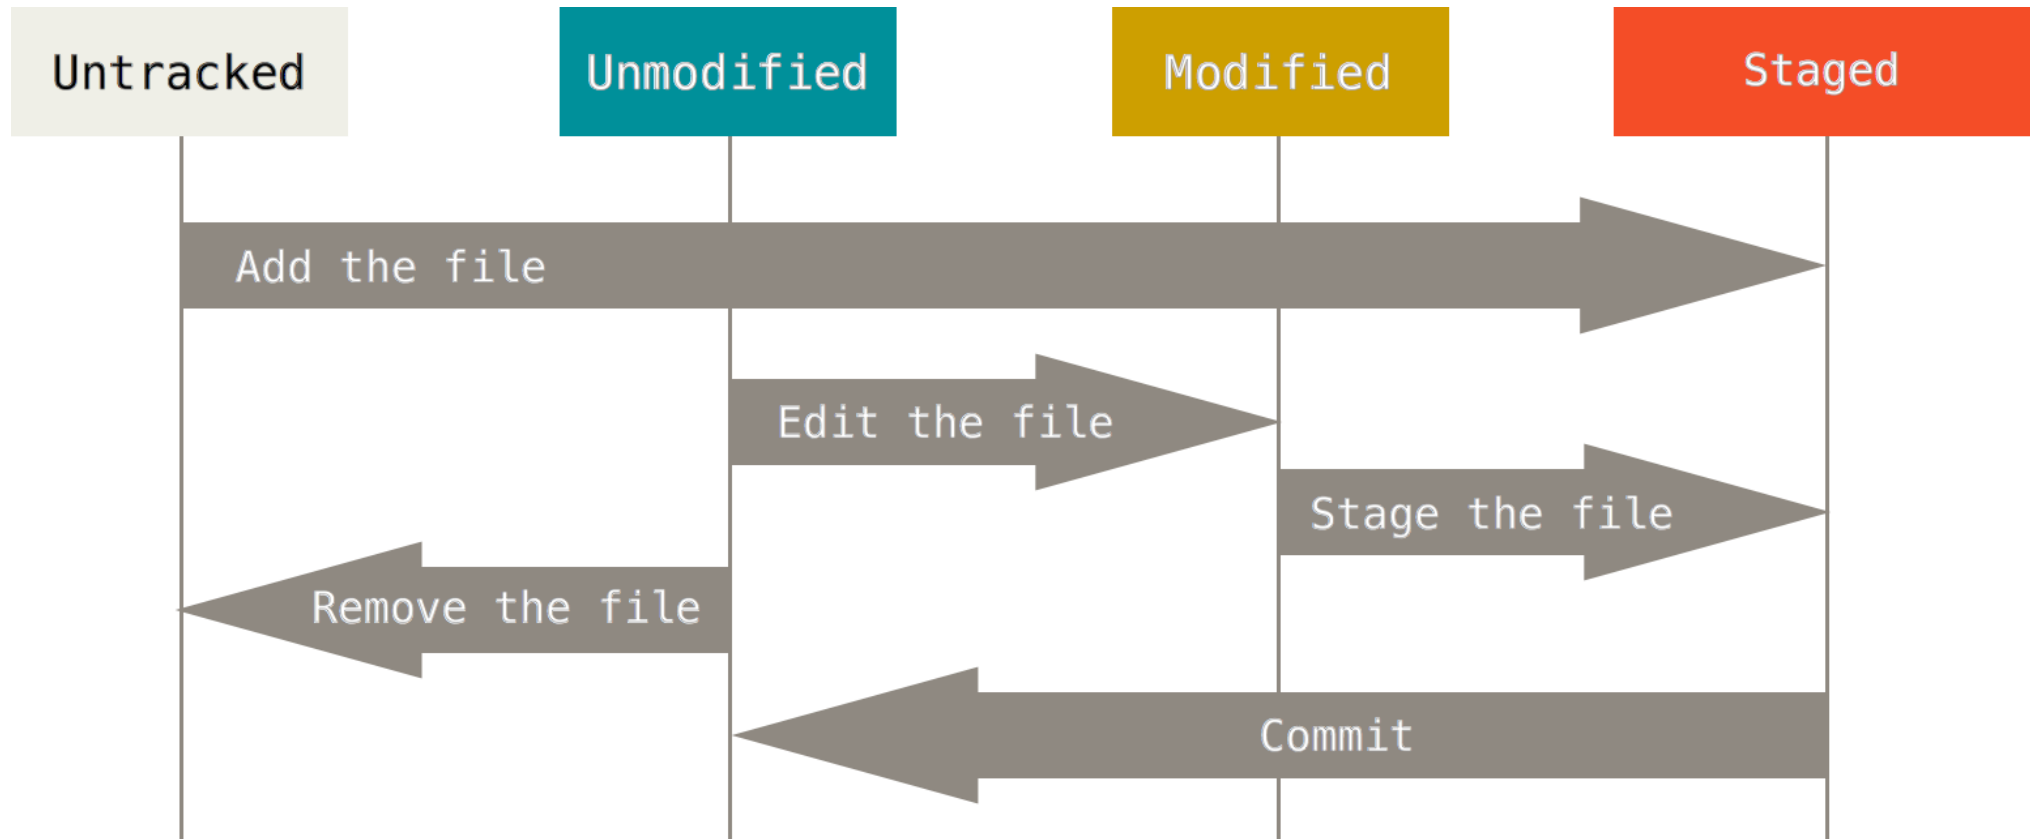 Untracked
Unmodified
Modified
Staged
Add the file
Edit the file
Stage the file
Remove the file
Commit